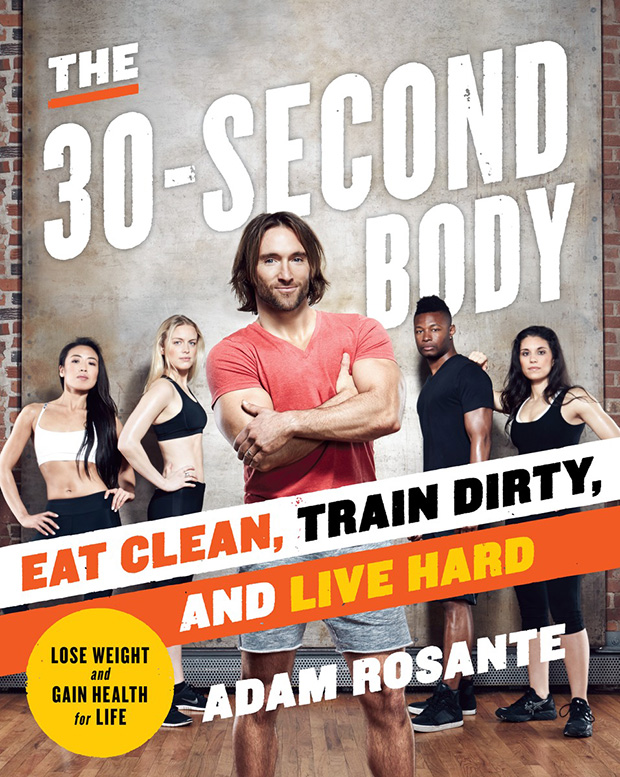 THE
30-SECOND
BODY
EAT CLEAN, TRAIN DIRTY,
AND LIVE HARD
LOSE WEIGHT
and
GAIN HEALTH
for LIFE
ADAM ROSANTE